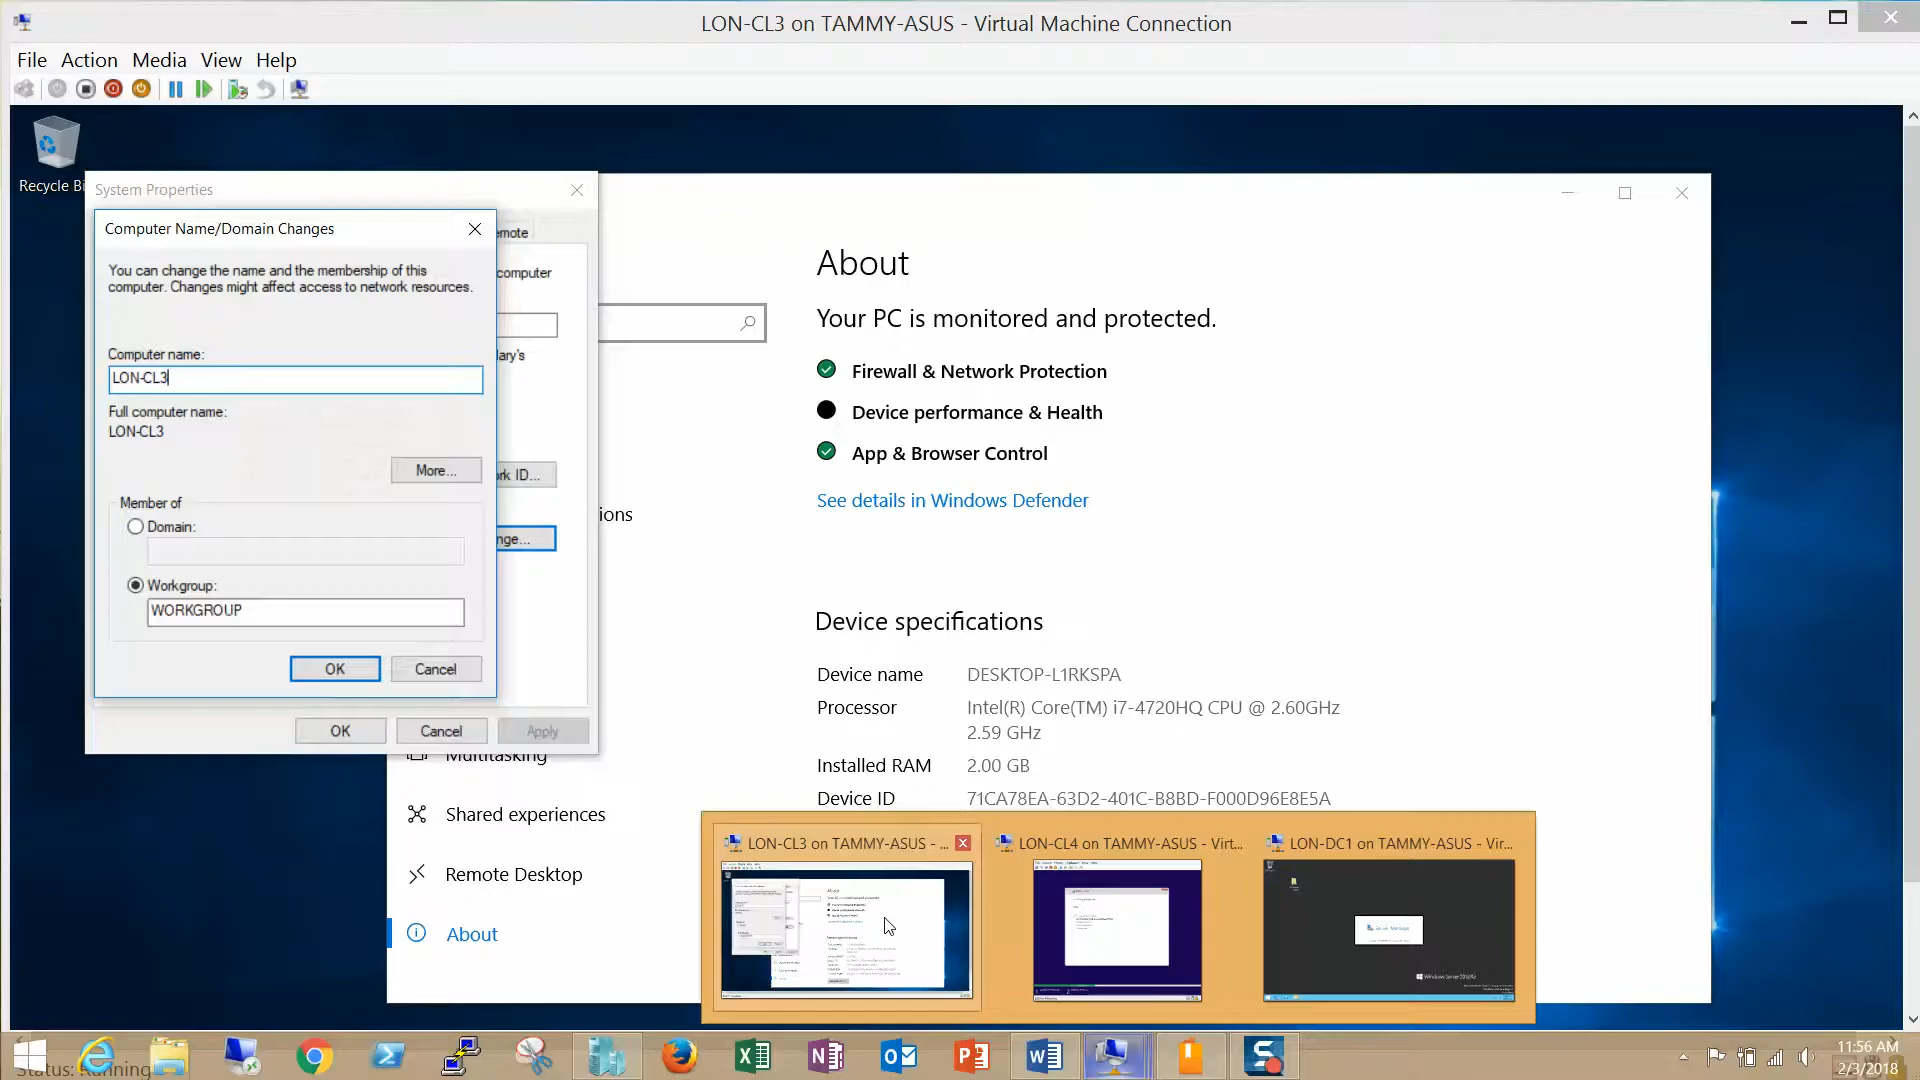 LON-CL3 on TAMMY-ASUS - Virtual Machine Connection
File Action Media View Help
Recycle Bi
System Properties
emote
computer
ary's
rk ID...
nge...
OK Cancel Apply
Computer Name/Domain Changes
You can change the name and the membership of this
computer. Changes might affect access to network resources.
Computer name:
LON-CL3
Full computer name:
LON-CL3
More...
Member of
Domain:
Workgroup:
WORKGROUP
OK Cancel
ions
Multitasking
Shared experiences
Remote Desktop
About
About
Your PC is monitored and protected.
Firewall & Network Protection
Device performance & Health
App & Browser Control
See details in Windows Defender
Device specifications
Device name DESKTOP-L1RKSPA
Processor Intel(R) Core(TM) i7-4720HQ CPU @ 2.60GHz
2.59 GHz
Installed RAM 2.00 GB
Device ID 71CA78EA-63D2-401C-B8BD-F000D96E8E5A
LON-CL3 on TAMMY-ASUS - ...
LON-CL4 on TAMMY-ASUS - Virt...
LON-DC1 on TAMMY-ASUS - Vir...
Status: Running
11:56 AM
2/3/2018